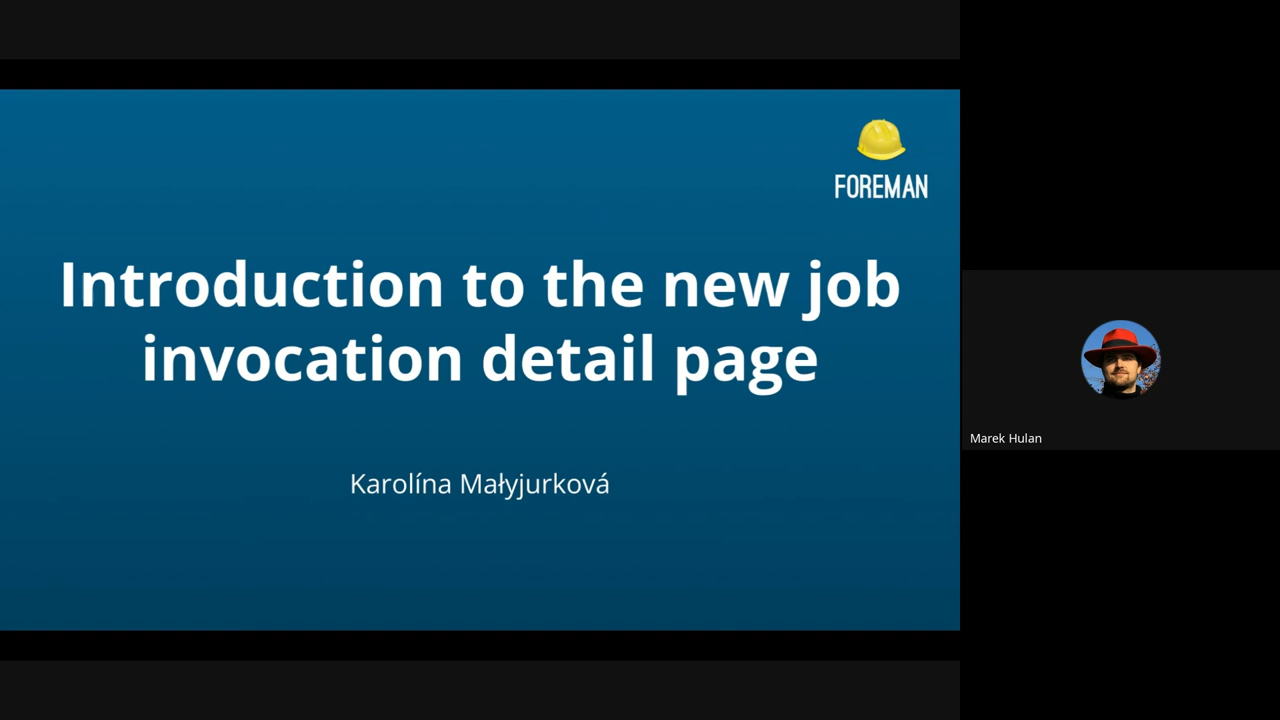 FOREMAN
Introduction to the new job
invocation detail page
Karolína Małyjurková
Marek Hulan